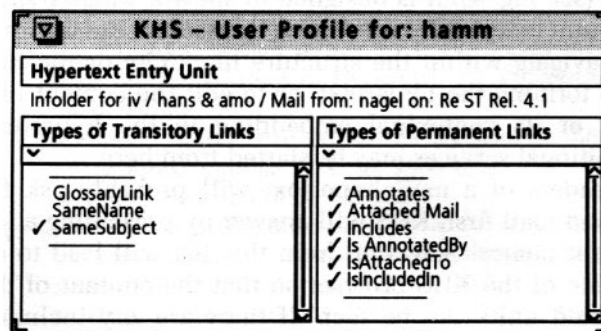 KHS – User Profile for: hamm
Hypertext Entry Unit
Infolder for iv / hans & amo / Mail from: nagel on: Re ST Rel. 4.1
Types of Transitory Links
GlossaryLink
SameName
✓ SameSubject
Types of Permanent Links
✓ Annotates
✓ Attached Mail
✓ Includes
✓ Is AnnotatedBy
✓ IsAttachedTo
✓ IsIncludedIn